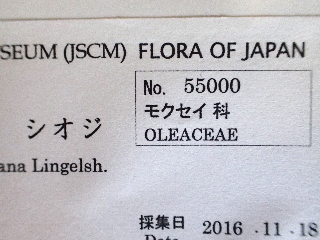 SEUM (JSCM) FLORA OF JAPAN
No. 55000
モクセイ 科
OLEACEAE
シオジ
ana Lingelsh.
採集日 2016 . 11 . 18
Date